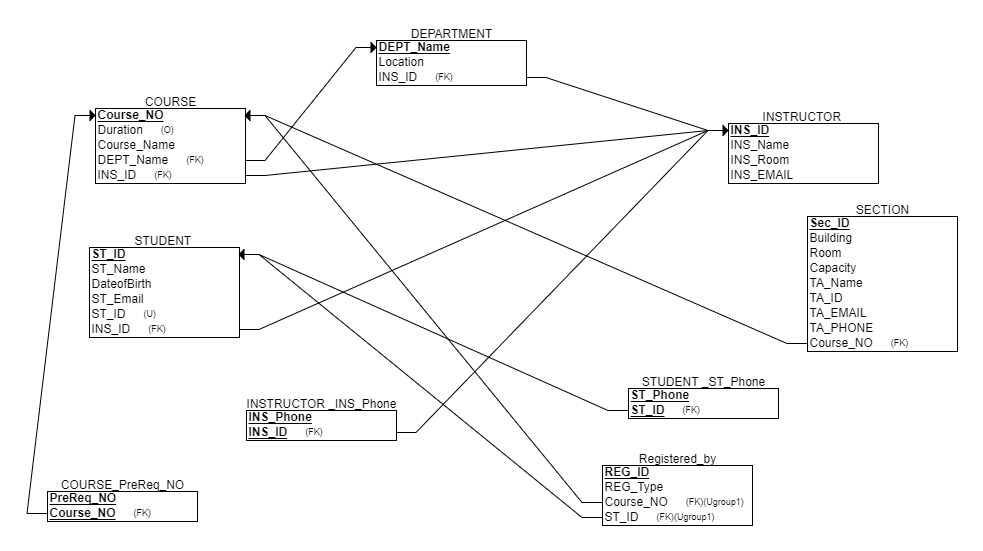 DEPARTMENT
DEPT_Name
Location
INS_ID (FK)
COURSE
Course_NO
Duration (O)
Course_Name
DEPT_Name (FK)
INS_ID (FK)
INSTRUCTOR
INS_ID
INS_Name
INS_Room
INS_EMAIL
SECTION
Sec_ID
Building
Room
Capacity
TA_Name
TA_ID
TA_EMAIL
TA_PHONE
Course_NO (FK)
STUDENT
ST_ID
ST_Name
DateofBirth
ST_Email
ST_ID (U)
INS_ID (FK)
STUDENT _ST_Phone
ST_Phone
ST_ID (FK)
INSTRUCTOR _INS_Phone
INS_Phone
INS_ID (FK)
Registered_by
REG_ID
REG_Type
Course_NO (FK)(Ugroup1)
ST_ID (FK)(Ugroup1)
COURSE_PreReq_NO
PreReq_NO
Course_NO (FK)